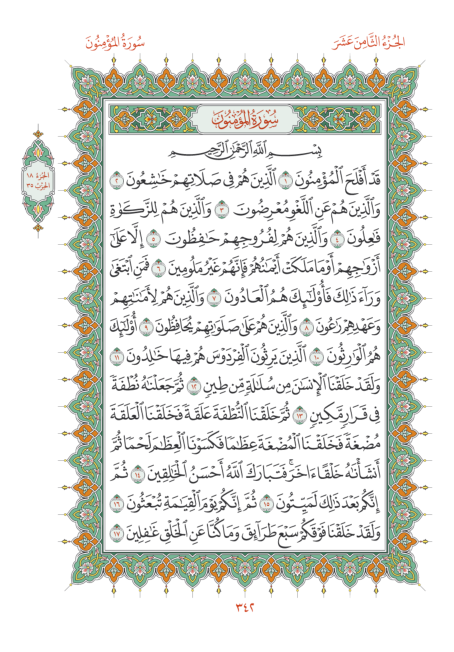 الجُزْءُ الثَّامِنَ عَشَرَ
سُورَةُ المُؤْمِنُونَ
سُورَةُ المُؤْمِنُونَ
الجزء ١٨
الحزب ٣٥
بِسْمِ اللَّهِ الرَّحْمَٰنِ الرَّحِيمِ
قَدْ أَفْلَحَ ٱلْمُؤْمِنُونَ ١ ٱلَّذِينَ هُمْ فِى صَلَاتِهِمْ خَٰشِعُونَ ٢
وَٱلَّذِينَ هُمْ عَنِ ٱللَّغْوِ مُعْرِضُونَ ٣ وَٱلَّذِينَ هُمْ لِلزَّكَوٰةِ
فَٰعِلُونَ ٤ وَٱلَّذِينَ هُمْ لِفُرُوجِهِمْ حَٰفِظُونَ ٥ إِلَّا عَلَىٰٓ
أَزْوَٰجِهِمْ أَوْ مَا مَلَكَتْ أَيْمَٰنُهُمْ فَإِنَّهُمْ غَيْرُ مَلُومِينَ ٦ فَمَنِ ٱبْتَغَىٰ
وَرَآءَ ذَٰلِكَ فَأُو۟لَٰٓئِكَ هُمُ ٱلْعَادُونَ ٧ وَٱلَّذِينَ هُمْ لِأَمَٰنَٰتِهِمْ
وَعَهْدِهِمْ رَٰعُونَ ٨ وَٱلَّذِينَ هُمْ عَلَىٰ صَلَوَٰتِهِمْ يُحَافِظُونَ ٩ أُو۟لَٰٓئِكَ
هُمُ ٱلْوَٰرِثُونَ ١٠ ٱلَّذِينَ يَرِثُونَ ٱلْفِرْدَوْسَ هُمْ فِيهَا خَٰلِدُونَ ١١
وَلَقَدْ خَلَقْنَا ٱلْإِنسَٰنَ مِن سُلَٰلَةٍ مِّن طِينٍ ١٢ ثُمَّ جَعَلْنَٰهُ نُطْفَةً
فِى قَرَارٍ مَّكِينٍ ١٣ ثُمَّ خَلَقْنَا ٱلنُّطْفَةَ عَلَقَةً فَخَلَقْنَا ٱلْعَلَقَةَ
مُضْغَةً فَخَلَقْنَا ٱلْمُضْغَةَ عِظَٰمًا فَكَسَوْنَا ٱلْعِظَٰمَ لَحْمًا ثُمَّ
أَنشَأْنَٰهُ خَلْقًا ءَاخَرَ ۚ فَتَبَارَكَ ٱللَّهُ أَحْسَنُ ٱلْخَٰلِقِينَ ١٤ ثُمَّ
إِنَّكُم بَعْدَ ذَٰلِكَ لَمَيِّتُونَ ١٥ ثُمَّ إِنَّكُمْ يَوْمَ ٱلْقِيَٰمَةِ تُبْعَثُونَ ١٦
وَلَقَدْ خَلَقْنَا فَوْقَكُمْ سَبْعَ طَرَآئِقَ وَمَا كُنَّا عَنِ ٱلْخَلْقِ غَٰفِلِينَ ١٧
٣٤٢